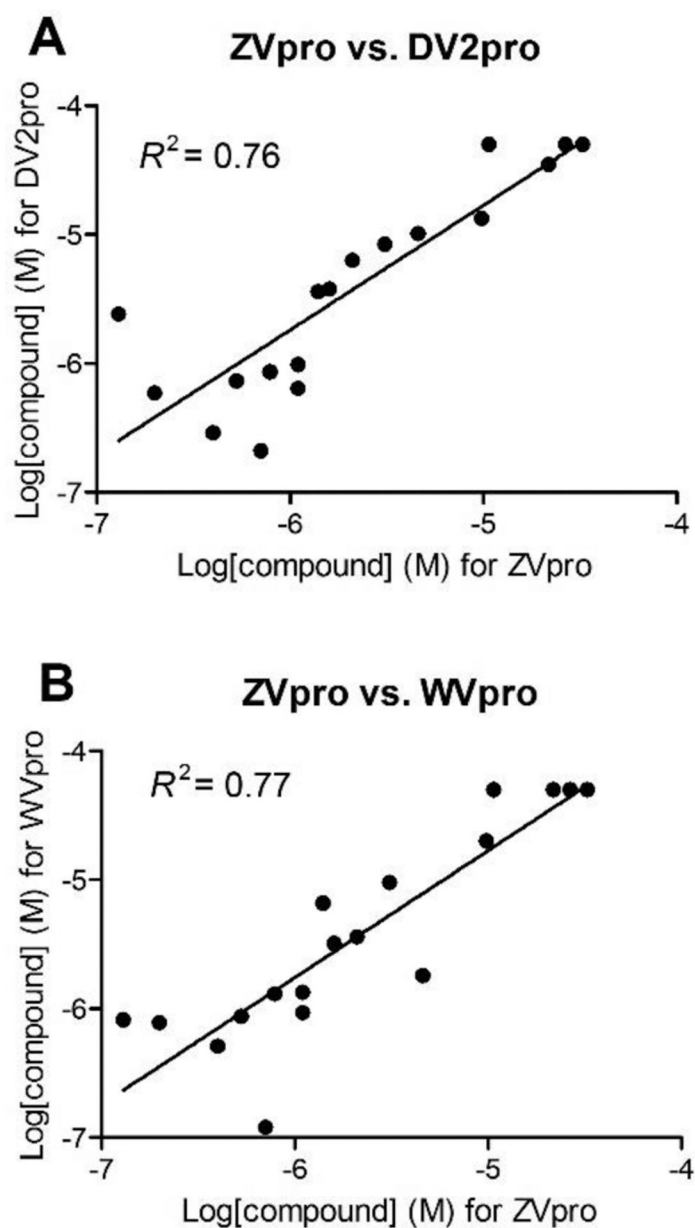 A
ZVpro vs. DV2pro
R² = 0.76
Log[compound] (M) for DV2pro
-4
-5
-6
-7
-7 -6 -5 -4
Log[compound] (M) for ZVpro
B
ZVpro vs. WVpro
R² = 0.77
Log[compound] (M) for WVpro
-4
-5
-6
-7
-7 -6 -5 -4
Log[compound] (M) for ZVpro